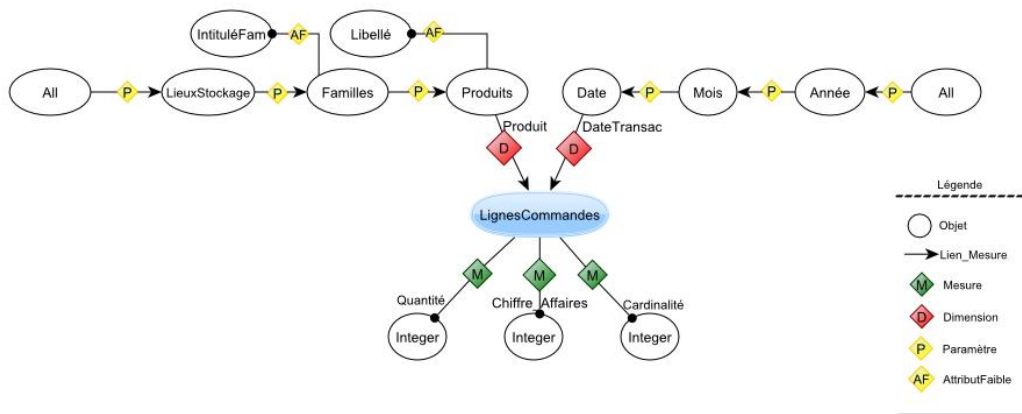 IntituléFam
AF
Libellé
AF
All
P
LieuxStockage
P
Familles
P
Produits
Date
P
Mois
P
Année
P
All
Produit
DateTransac
D
D
LignesCommandes
M
M
M
Quantité
Chiffre_Affaires
Cardinalité
Integer
Integer
Integer
Légende
Objet
Lien_Mesure
M
Mesure
D
Dimension
P
Paramètre
AF
AttributFaible